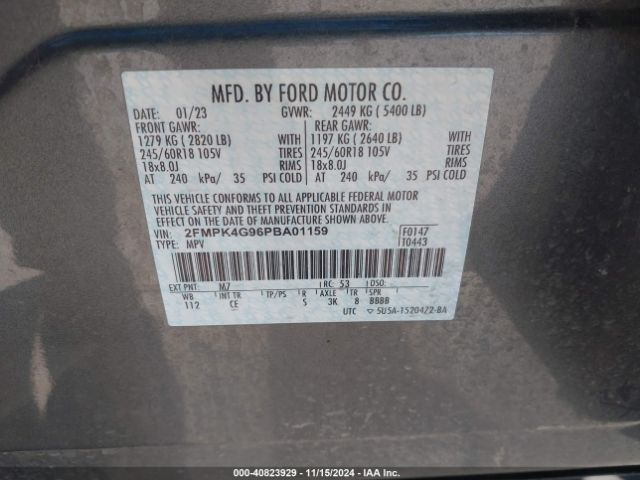 MFD. BY FORD MOTOR CO.
DATE: 01/23 GVWR: 2449 KG ( 5400 LB)
FRONT GAWR: REAR GAWR:
1279 KG ( 2820 LB) WITH 1197 KG ( 2640 LB) WITH
245/60R18 105V TIRES 245/60R18 105V TIRES
18x8.0J RIMS 18x8.0J RIMS
AT 240 kPa/ 35 PSI COLD AT 240 kPa/ 35 PSI COLD
THIS VEHICLE CONFORMS TO ALL APPLICABLE FEDERAL MOTOR
VEHICLE SAFETY AND THEFT PREVENTION STANDARDS IN
EFFECT ON THE DATE OF MANUFACTURE SHOWN ABOVE.
VIN: 2FMPK4G96PBA01159 F0147
TYPE: MPV T0443
EXT PNT: M7 RC: 53 DSO:
WB INT TR TP/PS R AXLE TR SPR
112 CE S 3K 8 BBBB
UTC 5U5A-1520472-BA
000-40823929 - 11/15/2024 - IAA Inc.